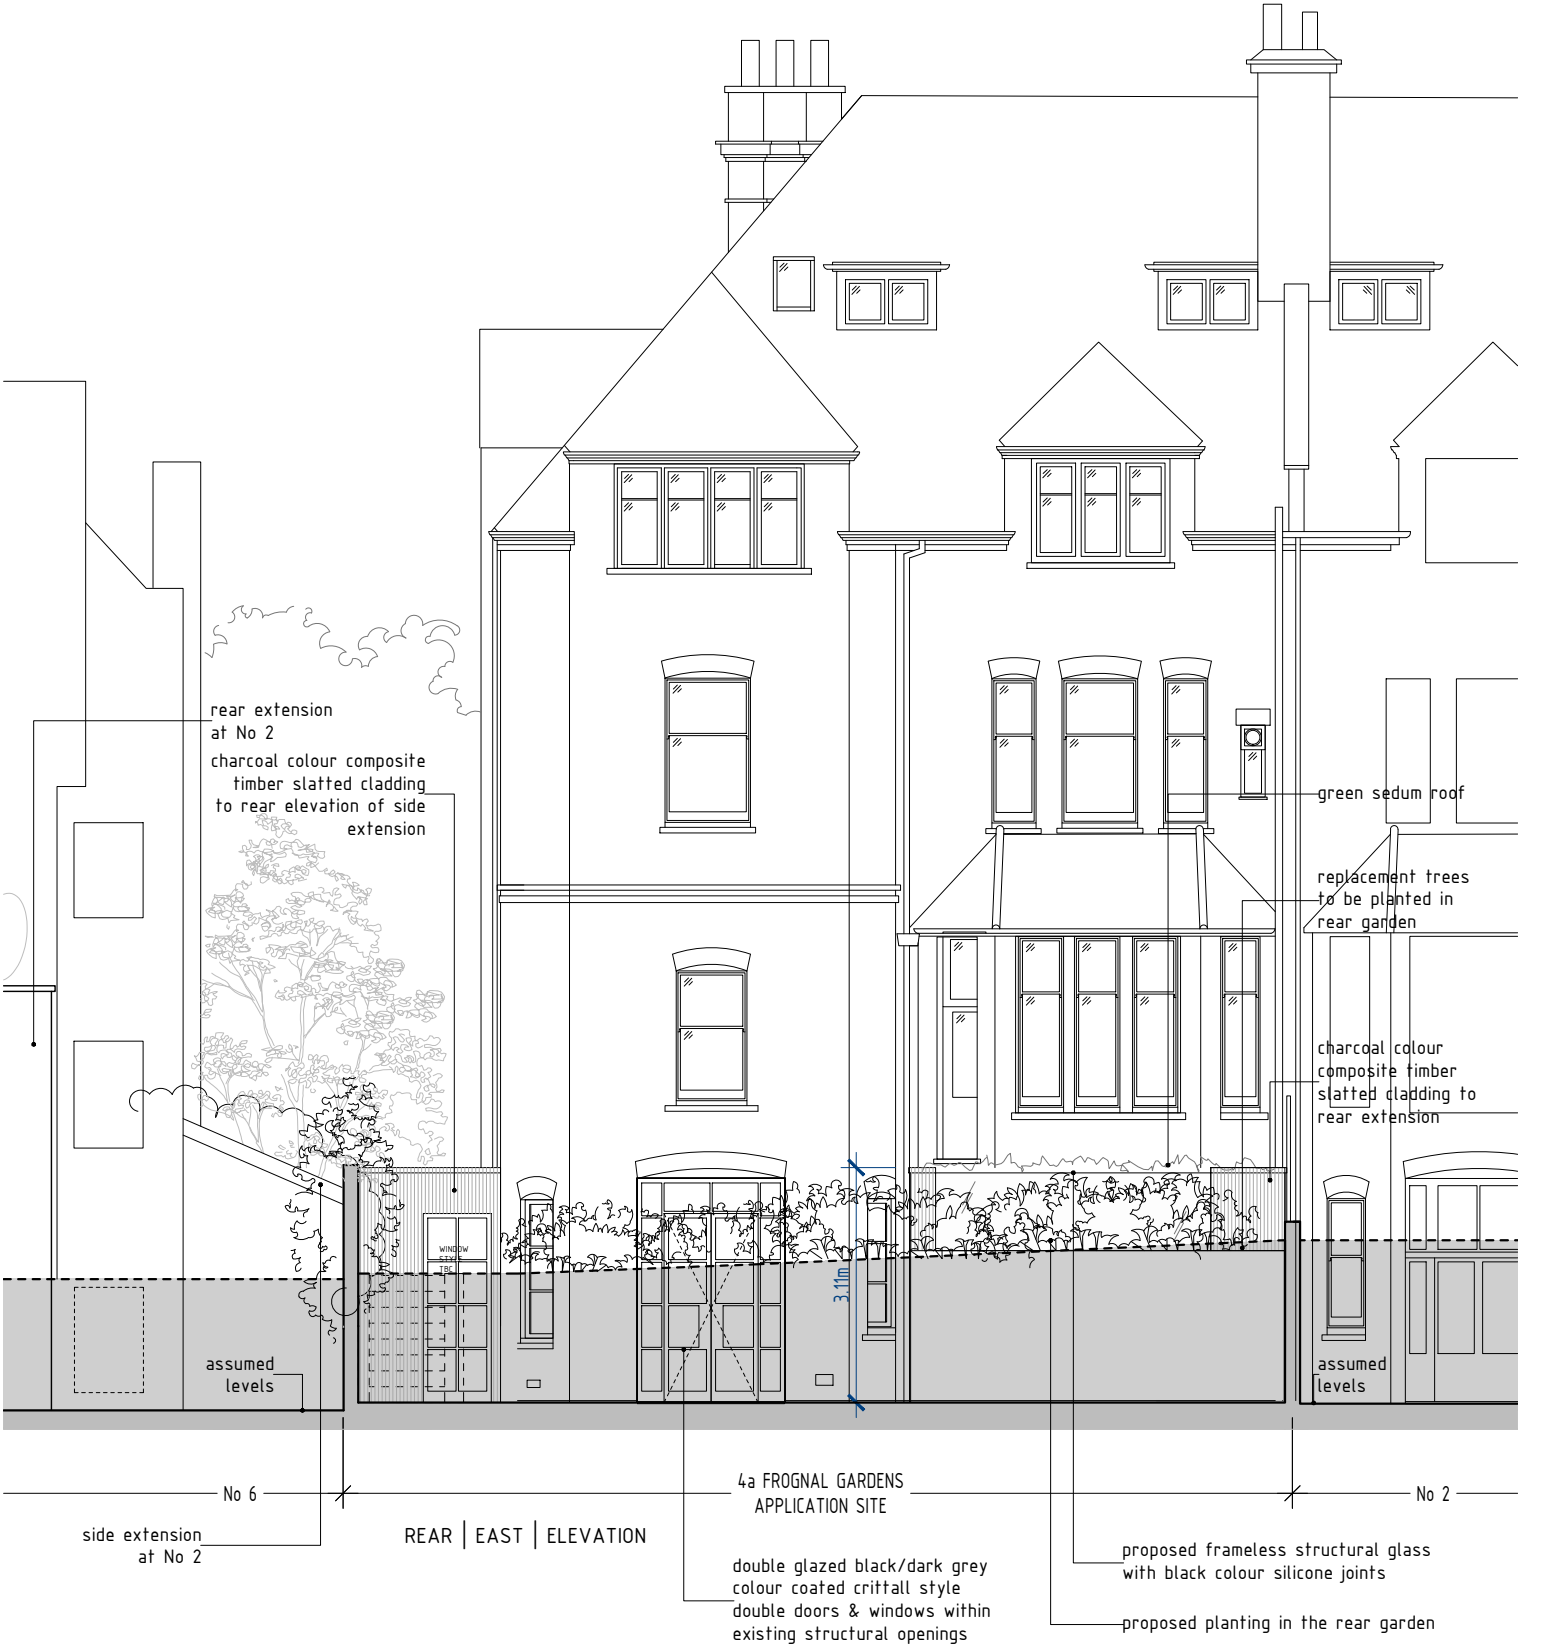 rear extension
at No 2
charcoal colour composite
timber slatted cladding
to rear elevation of side
extension
green sedum roof
replacement trees
to be planted in
rear garden
charcoal colour
composite timber
slatted cladding to
rear extension
WINDOW
STYLE
TBC
3.11m
assumed
levels
assumed
levels
No 6
4a FROGNAL GARDENS
APPLICATION SITE
No 2
side extension
at No 2
REAR | EAST | ELEVATION
double glazed black/dark grey
colour coated crittall style
double doors & windows within
existing structural openings
proposed frameless structural glass
with black colour silicone joints
proposed planting in the rear garden